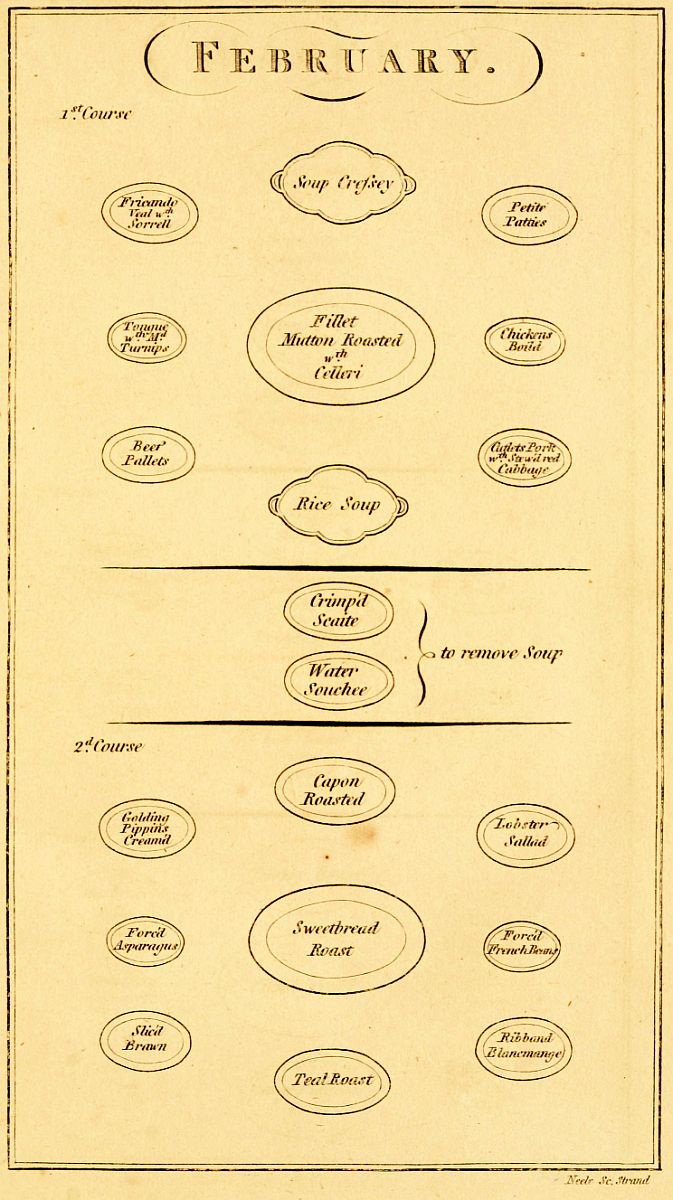 FEBRUARY.
1st. Course
Soup Creſsey
Fricando
Veal wth
Sorrell
Petite
Patties
Fillet
Mutton Roasted
wth
Celleri
Tongue
wth Md
Turnips
Chickens
Boil'd
Beef
Pallets
Cutlets Pork
wth Stew'd red
Cabbage
Rice Soup
Crimp'd
Scaite
Water
Souchee
to remove Soup
2d. Course
Capon
Roasted
Golding
Pippins
Cream'd
Lobster
Sallad
Sweetbread
Roast
Forc'd
Asparagus
Forc'd
French Beans
Slic'd
Brawn
Ribband
Blancmange
Teal Roast
Neele Sc. Strand